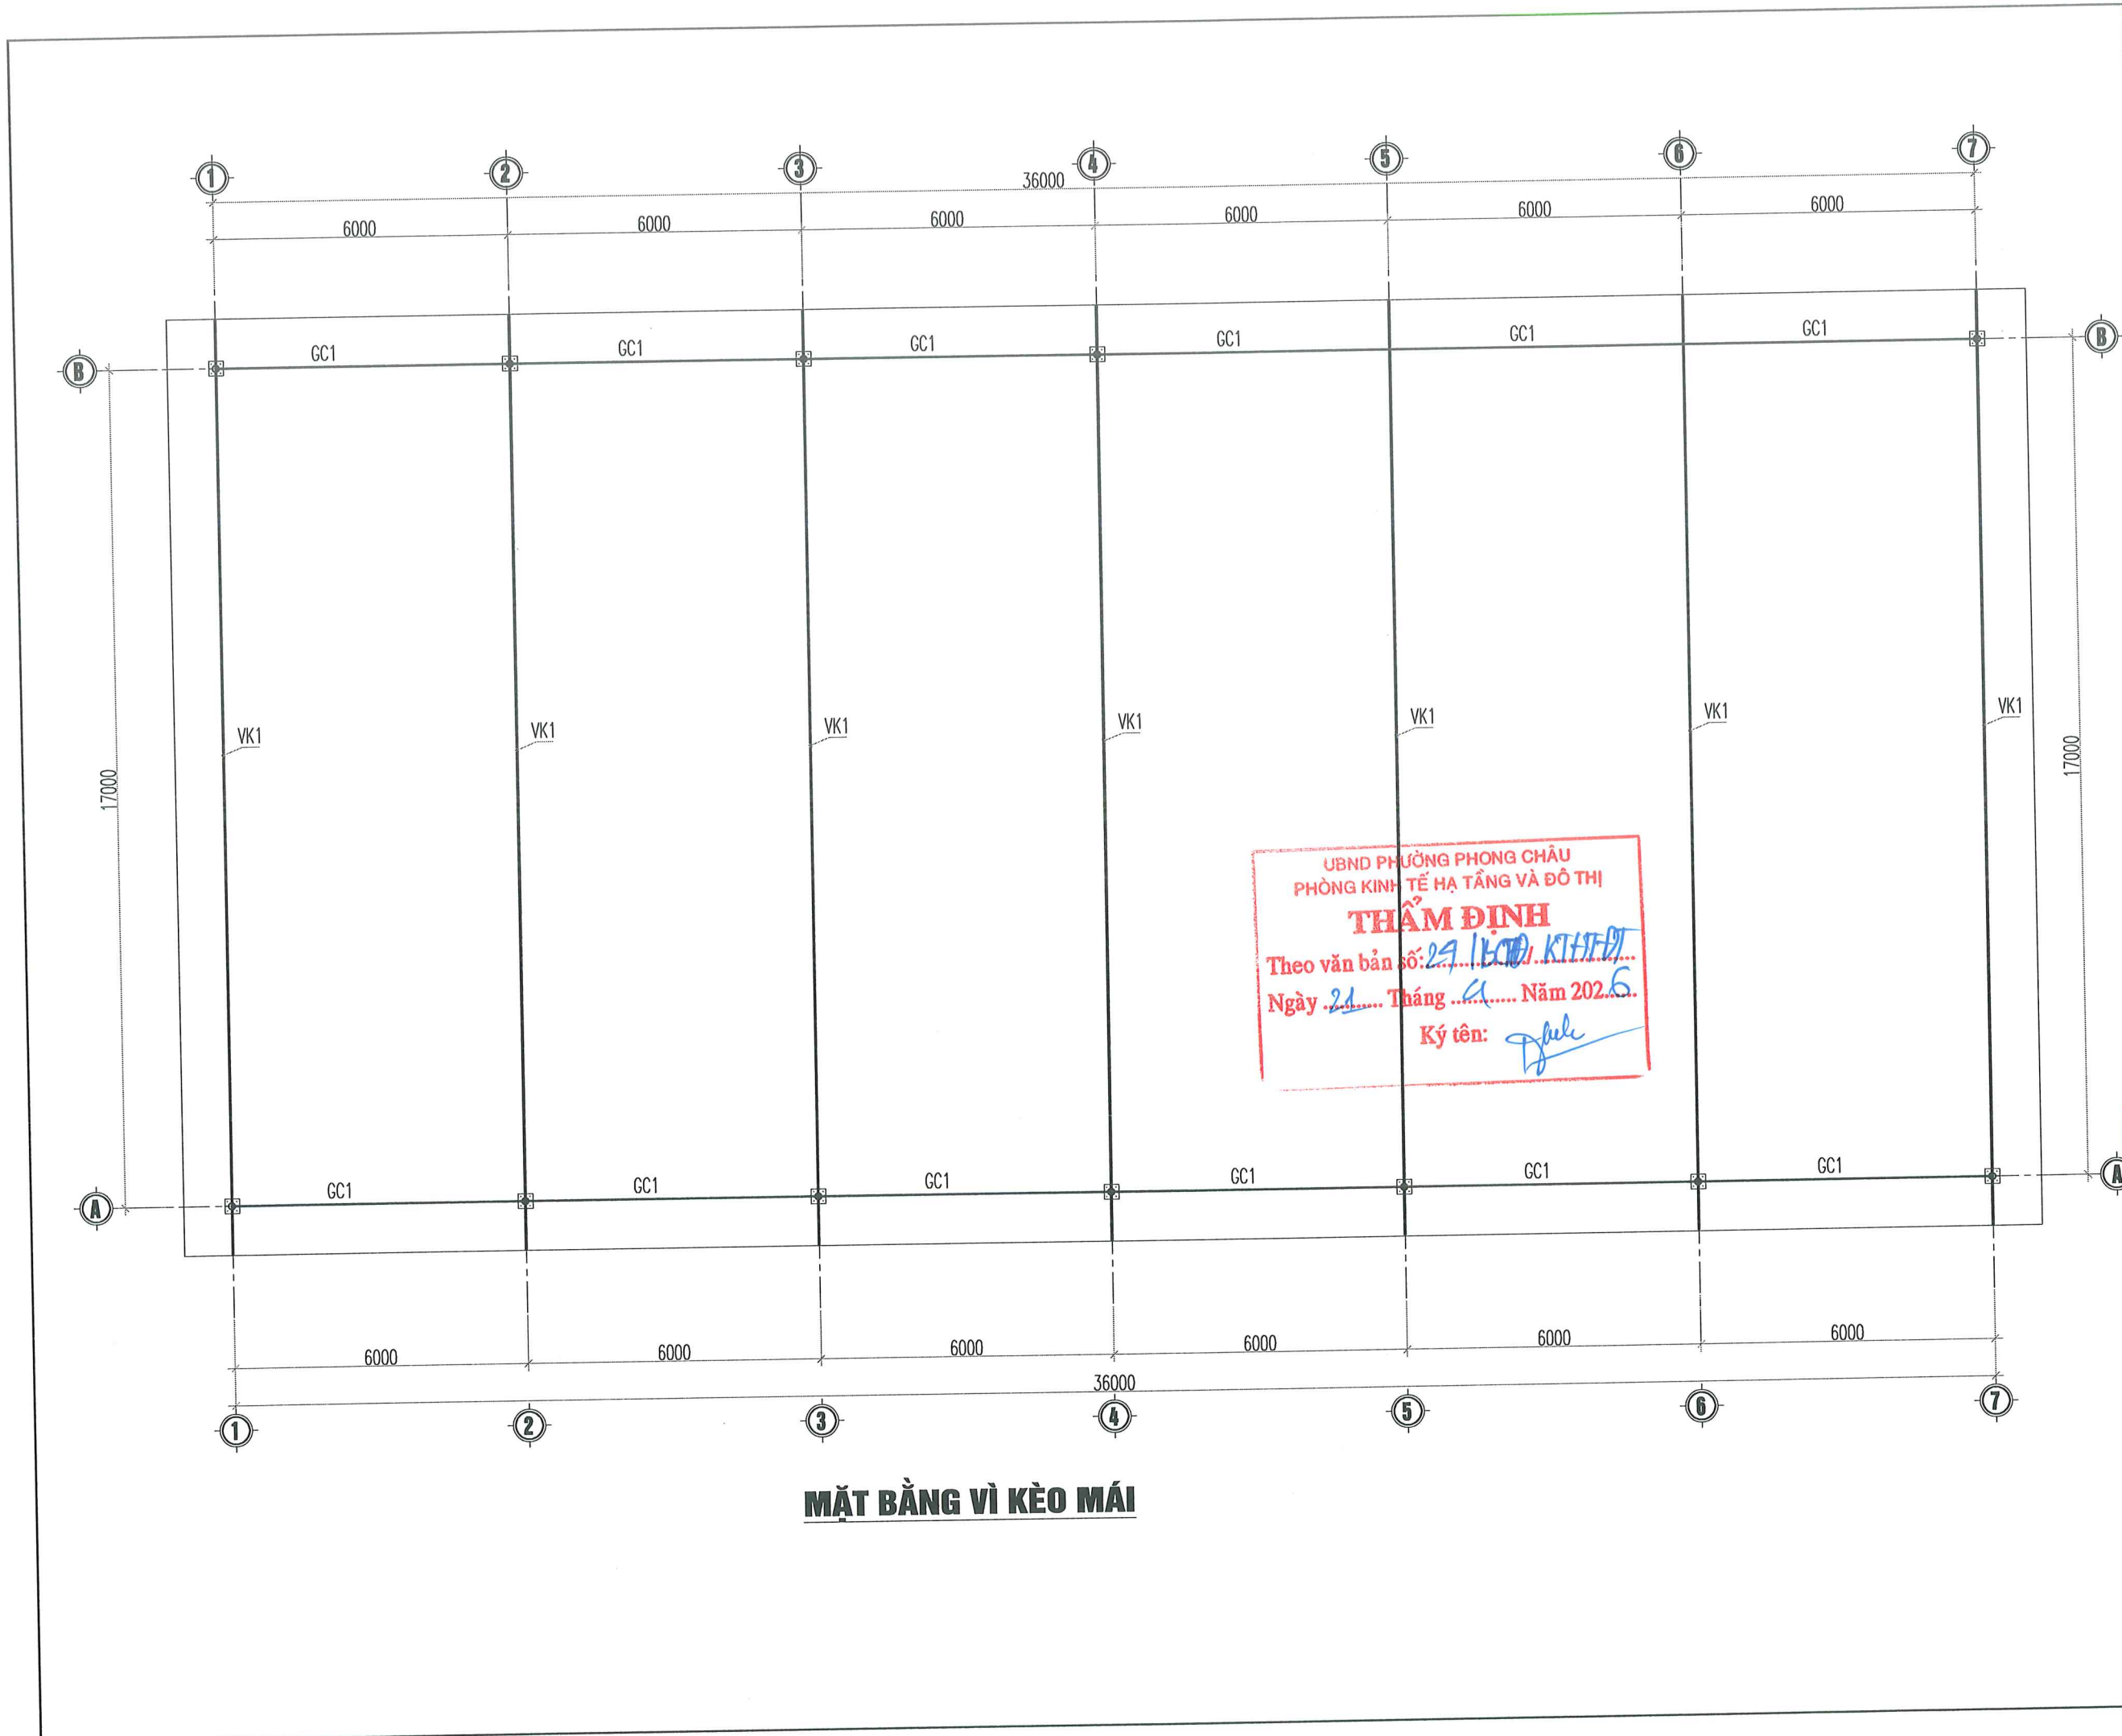 1 2 3 4 5 6 7
36000
6000 6000 6000 6000 6000 6000
B GC1 GC1 GC1 GC1 GC1 GC1 B
VK1 VK1 VK1 VK1 VK1 VK1 VK1
17000 17000
UBND PHƯỜNG PHONG CHÂU
PHÒNG KINH TẾ HẠ TẦNG VÀ ĐÔ THỊ
THẨM ĐỊNH
Theo văn bản số: 29 / / KTHTĐT
Ngày 21 Tháng Năm 2026
Ký tên:
A GC1 GC1 GC1 GC1 GC1 GC1 A
6000 6000 6000 6000 6000 6000
36000
1 2 3 4 5 6 7
MẶT BẰNG VÌ KÈO MÁI